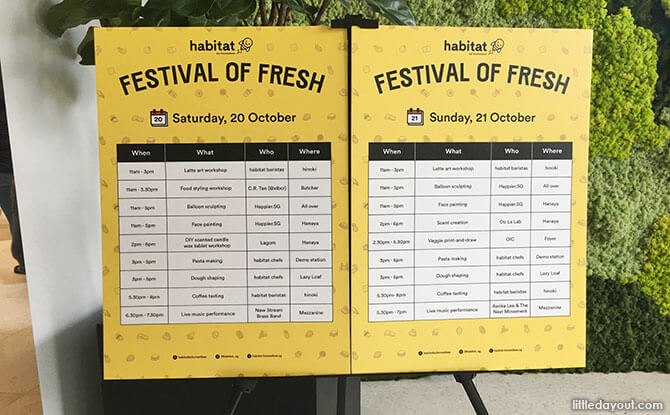 habitat
by honestbee
FESTIVAL OF FRESH
20 Saturday, 20 October
When What Who Where
11am - 3pm Latte art workshop habitat baristas hinoki
11am - 3.30pm Food styling workshop C.R. Tan Butcher
11am - 5pm Balloon sculpting Happier.SG All over
11am - 5pm Face painting Happier.SG Hanaya
2pm - 6pm DIY scented candle wax tablet workshop Lagom Hanaya
3pm - 5pm Pasta making habitat chefs Demo station
3pm - 5pm Dough shaping habitat chefs Lazy Loaf
5.30pm - 6pm Coffee tasting habitat baristas hinoki
6.30pm - 7.30pm Live music performance New Stream Brass Band Mezzanine
habitat
by honestbee
FESTIVAL OF FRESH
21 Sunday, 21 October
When What Who Where
11am - 3pm Latte art workshop habitat baristas hinoki
11am - 5pm Balloon sculpting Happier.SG All over
11am - 5pm Face painting Happier.SG Hanaya
2pm - 6pm Scent creation Oo La Lab Hanaya
2.30pm - 5.30pm Veggie print-and-draw OIC Foyer
3pm - 5pm Pasta making habitat chefs Demo station
3pm - 5pm Dough shaping habitat chefs Lazy Loaf
5.30pm - 6pm Coffee tasting habitat baristas hinoki
5.30pm - 7pm Live music performance Aarika Lee & The Next Movement Mezzanine
littledayout.com